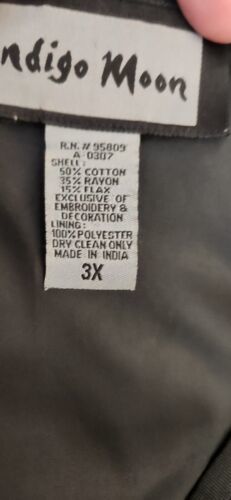 ndigo Moon
R.N.# 95809
A-0307
SHELL:
50% COTTON
35% RAYON
15% FLAX
EXCLUSIVE OF
EMBROIDERY &
DECORATION
LINING:
100% POLYESTER
DRY CLEAN ONLY
MADE IN INDIA
3X